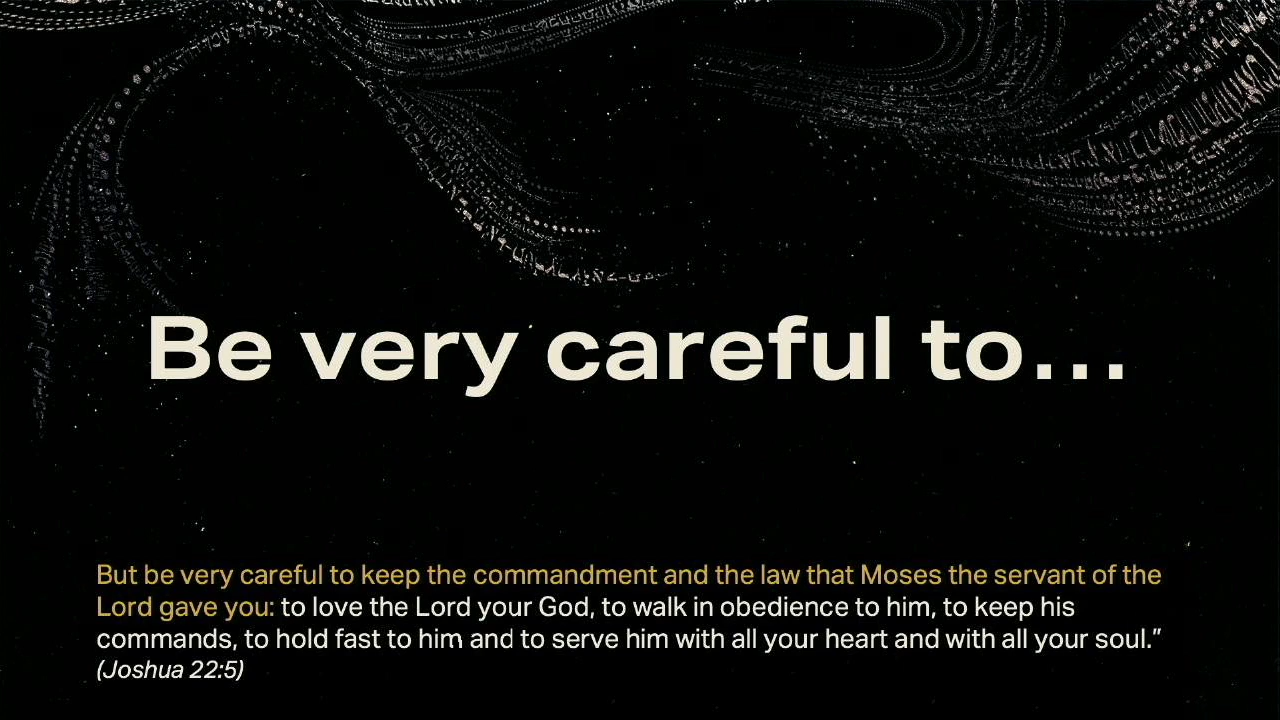 Be very careful to...
But be very careful to keep the commandment and the law that Moses the servant of the
Lord gave you: to love the Lord your God, to walk in obedience to him, to keep his
commands, to hold fast to him and to serve him with all your heart and with all your soul.”
(Joshua 22:5)